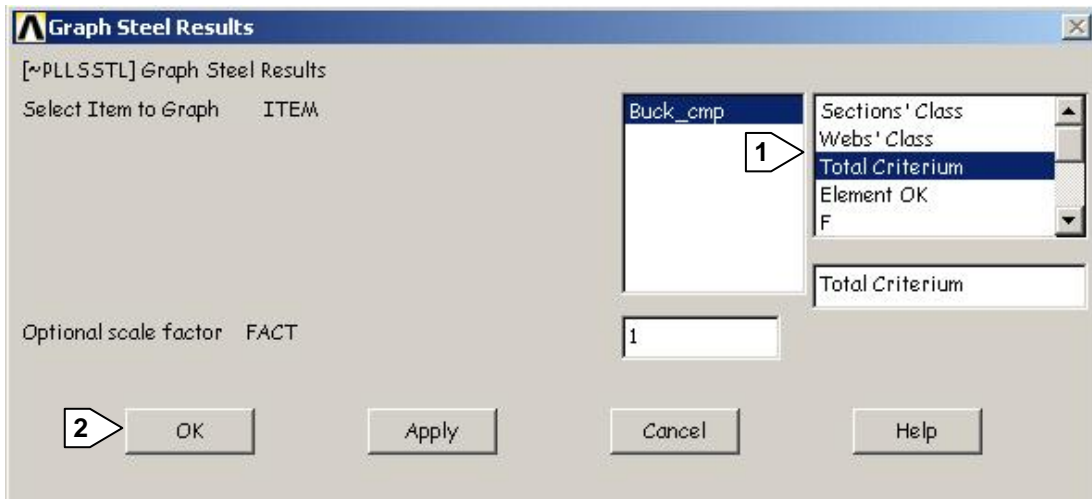 Graph Steel Results
[~PLLSSTL] Graph Steel Results
Select Item to Graph ITEM
Buck_cmp
1
Sections' Class
Webs' Class
Total Criterium
Element OK
F
Total Criterium
Optional scale factor FACT
1
2
OK Apply Cancel Help